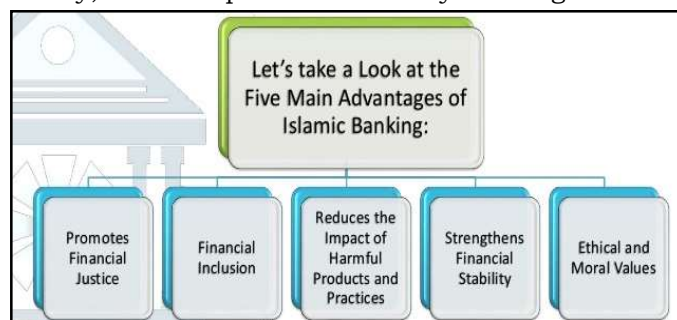 Let's take a Look at the
Five Main Advantages of
Islamic Banking:
Promotes
Financial
Justice
Financial
Inclusion
Reduces the
Impact of
Harmful
Products and
Practices
Strengthens
Financial
Stability
Ethical and
Moral Values